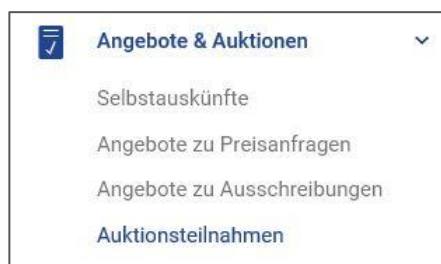 Angebote & Auktionen
Selbstauskünfte
Angebote zu Preisanfragen
Angebote zu Ausschreibungen
Auktionsteilnahmen